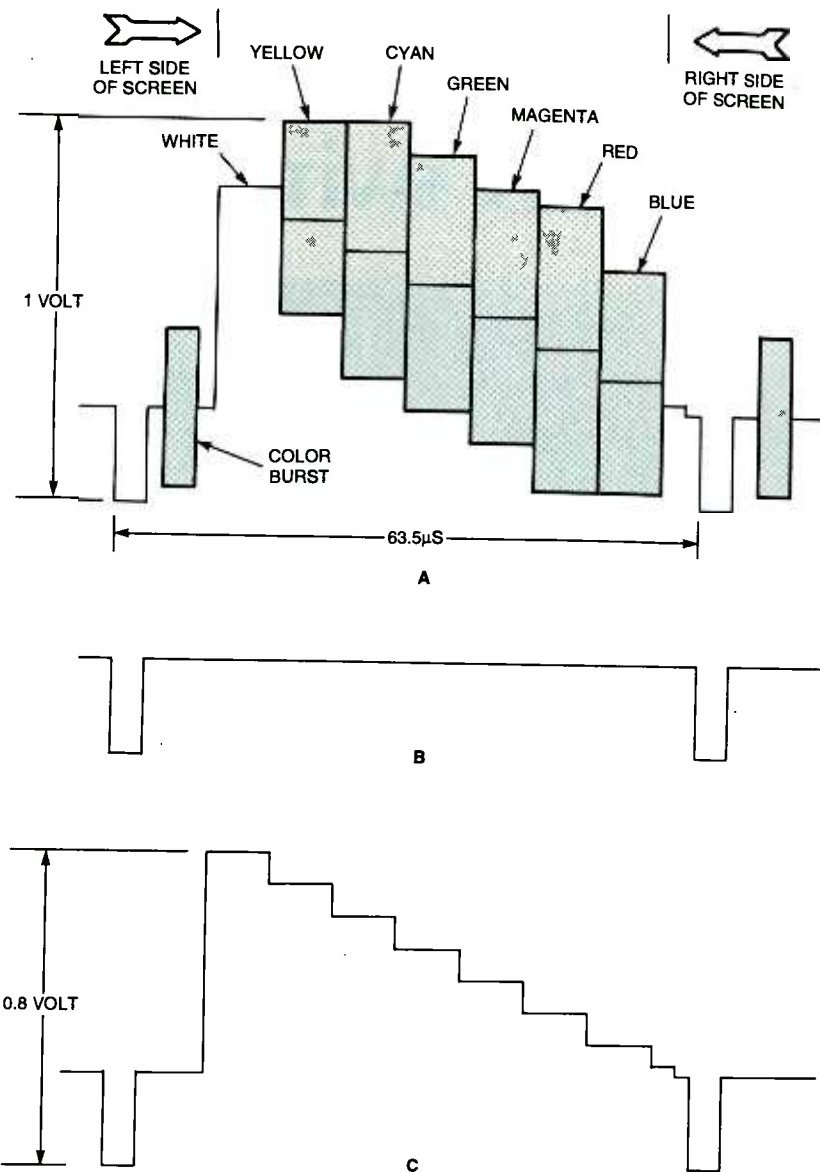 LEFT SIDE
OF SCREEN
RIGHT SIDE
OF SCREEN
YELLOW
CYAN
GREEN
WHITE
MAGENTA
RED
BLUE
1 VOLT
COLOR
BURST
63.5µS
A
B
0.8 VOLT
C